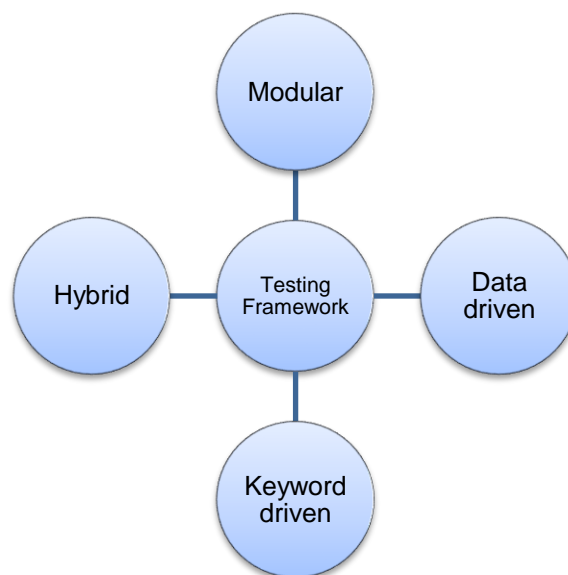 Modular
Hybrid
Testing
Framework
Data
driven
Keyword
driven